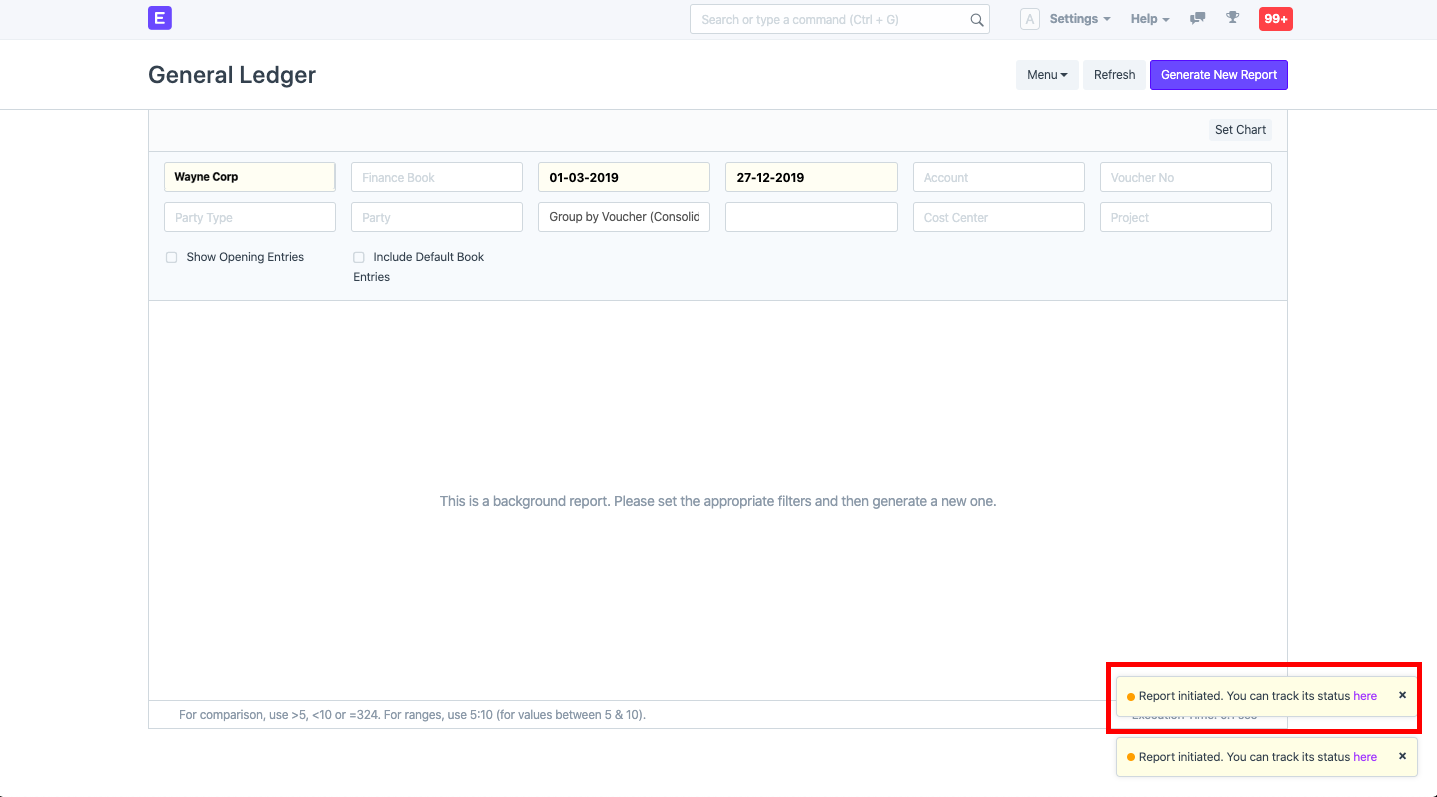 E
Search or type a command (Ctrl + G)
A
Settings
Help
99+
General Ledger
Menu
Refresh
Generate New Report
Set Chart
Wayne Corp
Finance Book
01-03-2019
27-12-2019
Account
Voucher No
Party Type
Party
Group by Voucher (Consolid
Cost Center
Project
Show Opening Entries
Include Default Book
Entries
This is a background report. Please set the appropriate filters and then generate a new one.
Report initiated. You can track its status here ×
For comparison, use >5, <10 or =324. For ranges, use 5:10 (for values between 5 & 10).
Report initiated. You can track its status here ×